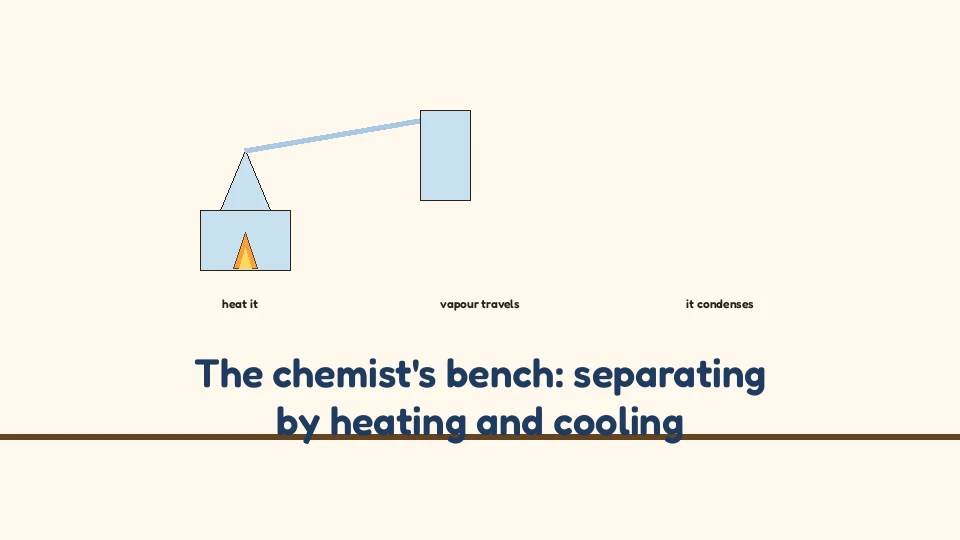 heat it
vapour travels
it condenses
The chemist's bench: separating
by heating and cooling